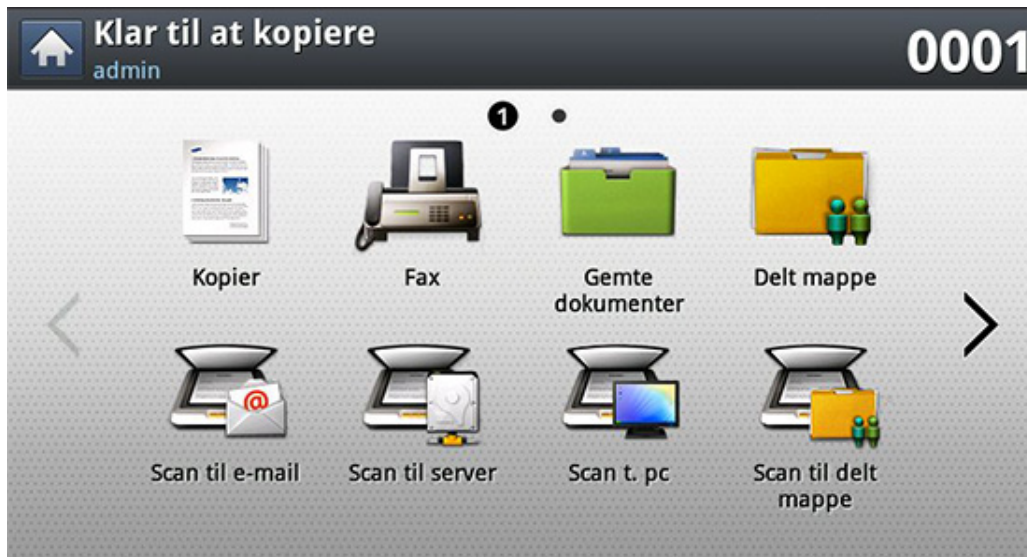 Klar til at kopiere
admin
0001
1
Kopier
Fax
Gemte
dokumenter
Delt mappe
Scan til e-mail
Scan til server
Scan t. pc
Scan til delt
mappe